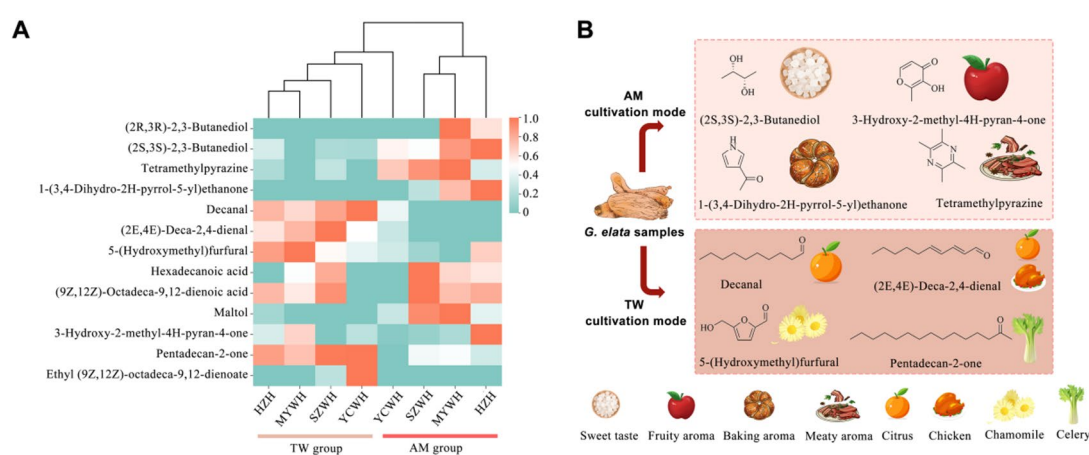 A
(2R,3R)-2,3-Butanediol
(2S,3S)-2,3-Butanediol
Tetramethylpyrazine
1-(3,4-Dihydro-2H-pyrrol-5-yl)ethanone
Decanal
(2E,4E)-Deca-2,4-dienal
5-(Hydroxymethyl)furfural
Hexadecanoic acid
(9Z,12Z)-Octadeca-9,12-dienoic acid
Maltol
3-Hydroxy-2-methyl-4H-pyran-4-one
Pentadecan-2-one
Ethyl (9Z,12Z)-octadeca-9,12-dienoate
1.0
0.8
0.6
0.4
0.2
0
HZH
MYWH
SZWH
YCWH
YCWH
SZWH
MYWH
HZH
TW group
AM group
B
AM
cultivation mode
G. elata samples
TW
cultivation mode
OH
OH
(2S,3S)-2,3-Butanediol
O
OH
O
3-Hydroxy-2-methyl-4H-pyran-4-one
H
N
O
1-(3,4-Dihydro-2H-pyrrol-5-yl)ethanone
N
N
Tetramethylpyrazine
O
Decanal
O
(2E,4E)-Deca-2,4-dienal
HO
O
O
5-(Hydroxymethyl)furfural
O
Pentadecan-2-one
Sweet taste
Fruity aroma
Baking aroma
Meaty aroma
Citrus
Chicken
Chamomile
Celery